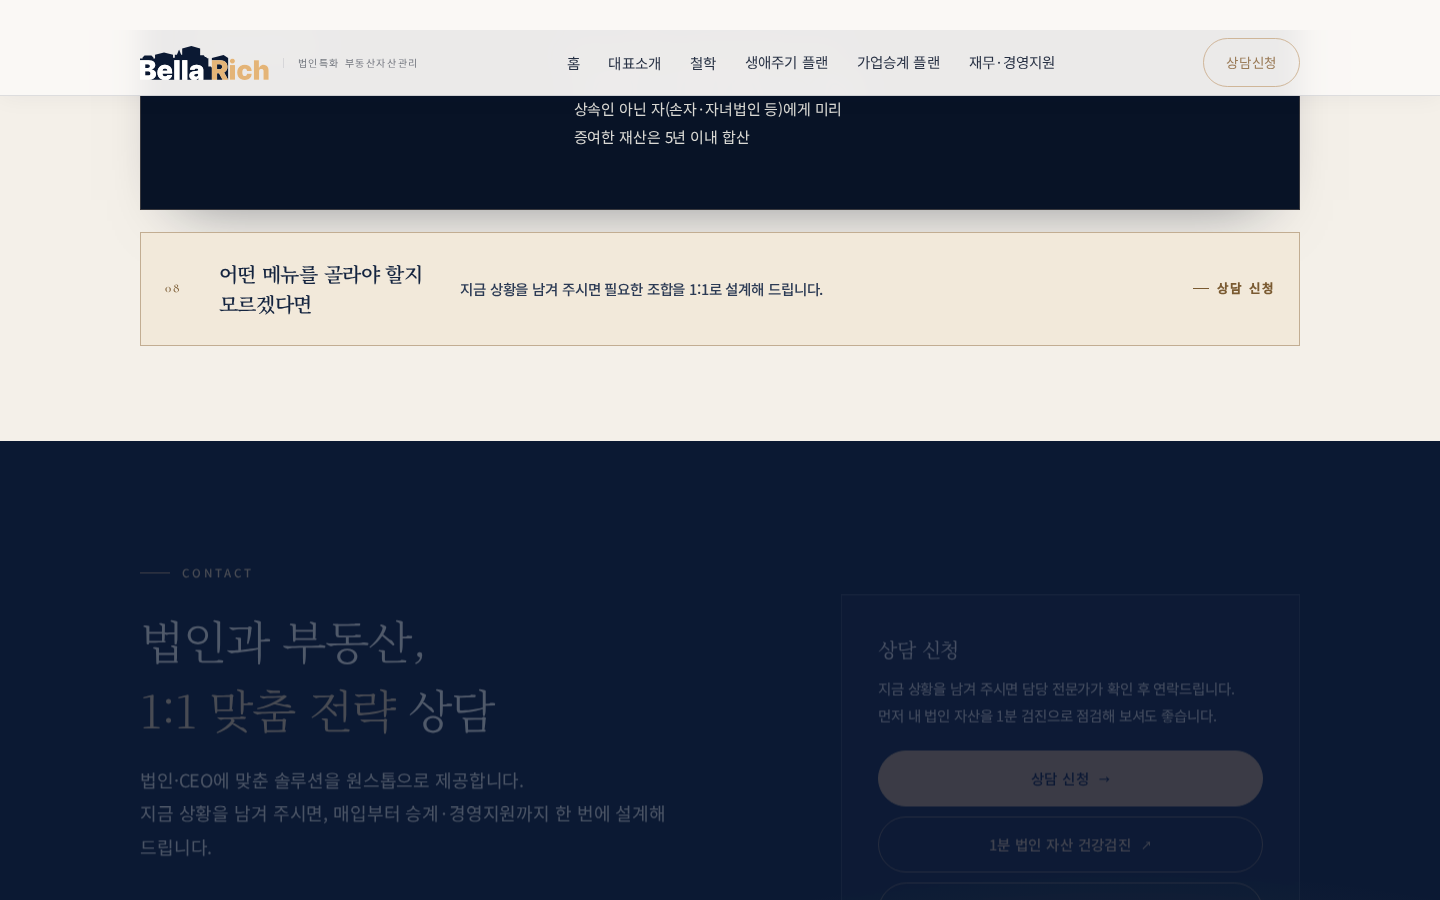 Bella Rich
법인특화 부동산자산관리
홈
대표소개
철학
생애주기 플랜
가업승계 플랜
재무·경영지원
상담신청
상속인 아닌 자(손자·자녀법인 등)에게 미리
증여한 재산은 5년 이내 합산
08
어떤 메뉴를 골라야 할지
모르겠다면
지금 상황을 남겨 주시면 필요한 조합을 1:1로 설계해 드립니다.
— 상담 신청
CONTACT
법인과 부동산,
1:1 맞춤 전략 상담
법인·CEO에 맞춘 솔루션을 원스톱으로 제공합니다.
지금 상황을 남겨 주시면, 매입부터 승계·경영지원까지 한 번에 설계해
드립니다.
상담 신청
지금 상황을 남겨 주시면 담당 전문가가 확인 후 연락드립니다.
먼저 내 법인 자산을 1분 검진으로 점검해 보셔도 좋습니다.
상담 신청 →
1분 법인 자산 건강검진 ↗